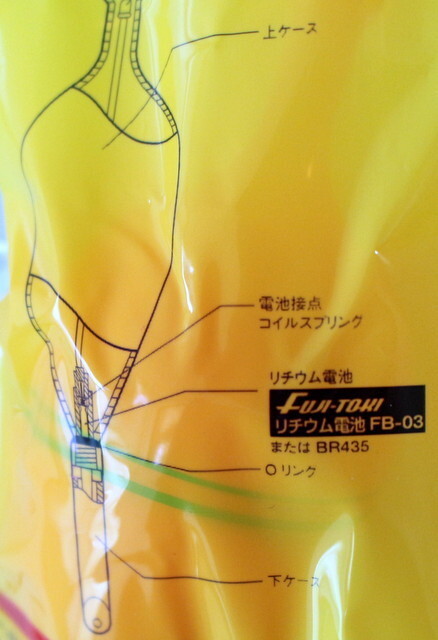 上ケース
電池接点
コイルスプリング
リチウム電池
FUJI-TOKI
リチウム電池 FB-03
または BR435
Oリング
下ケース